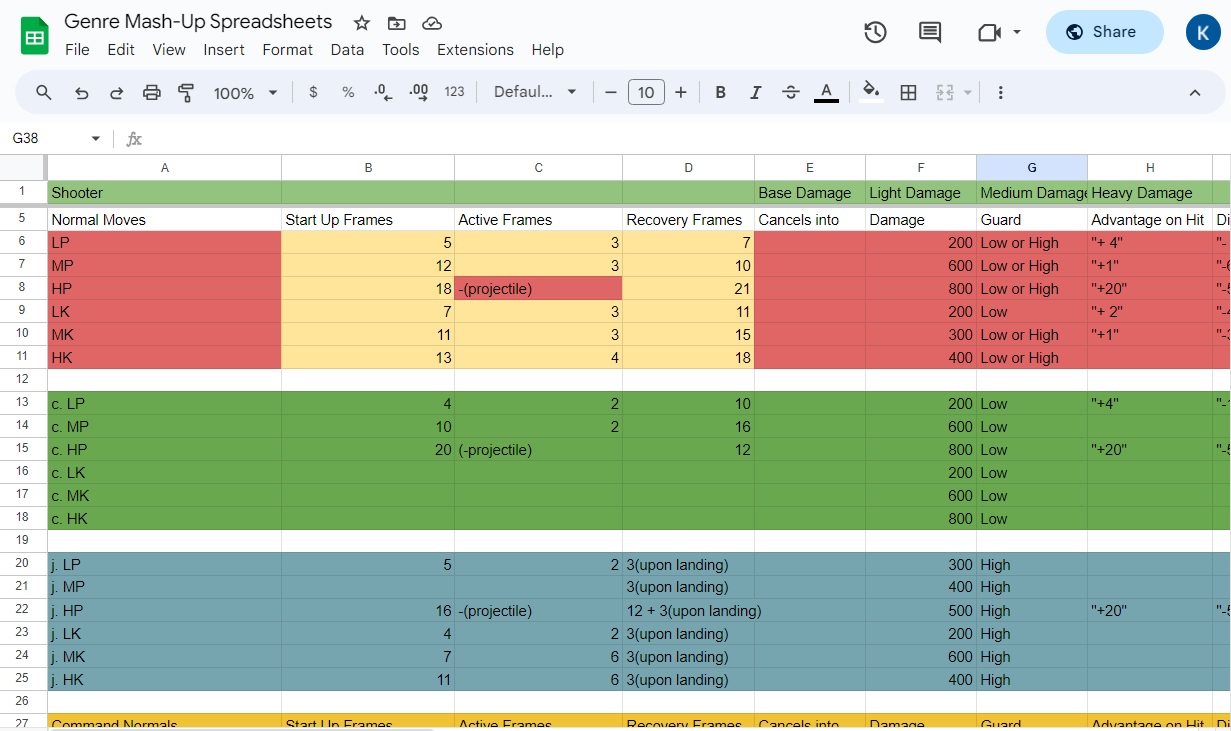 Genre Mash-Up Spreadsheets
File Edit View Insert Format Data Tools Extensions Help
Share
K
100% $ % .0 .00 123 Defaul... 10 B I A
G38 fx
A B C D E F G H
1 Shooter Base Damage Light Damage Medium Damage Heavy Damage
5 Normal Moves Start Up Frames Active Frames Recovery Frames Cancels into Damage Guard Advantage on Hit Di
6 LP 5 3 7 200 Low or High "+ 4" "-
7 MP 12 3 10 600 Low or High "+1"
8 HP 18 -(projectile) 21 800 Low or High "+20"
9 LK 7 3 11 200 Low "+ 2"
10 MK 11 3 15 300 Low or High "+1"
11 HK 13 4 18 400 Low or High
12
13 c. LP 4 2 10 200 Low "+4"
14 c. MP 10 2 16 600 Low
15 c. HP 20 (-projectile) 12 800 Low "+20"
16 c. LK 200 Low
17 c. MK 600 Low
18 c. HK 800 Low
19
20 j. LP 5 2 3(upon landing) 300 High
21 j. MP 3(upon landing) 400 High
22 j. HP 16 -(projectile) 12 + 3(upon landing) 500 High "+20"
23 j. LK 4 2 3(upon landing) 200 High
24 j. MK 7 6 3(upon landing) 600 High
25 j. HK 11 6 3(upon landing) 400 High
26
27 Command Normals Start Up Frames Active Frames Recovery Frames Cancels into Damage Guard Advantage on Hit Di